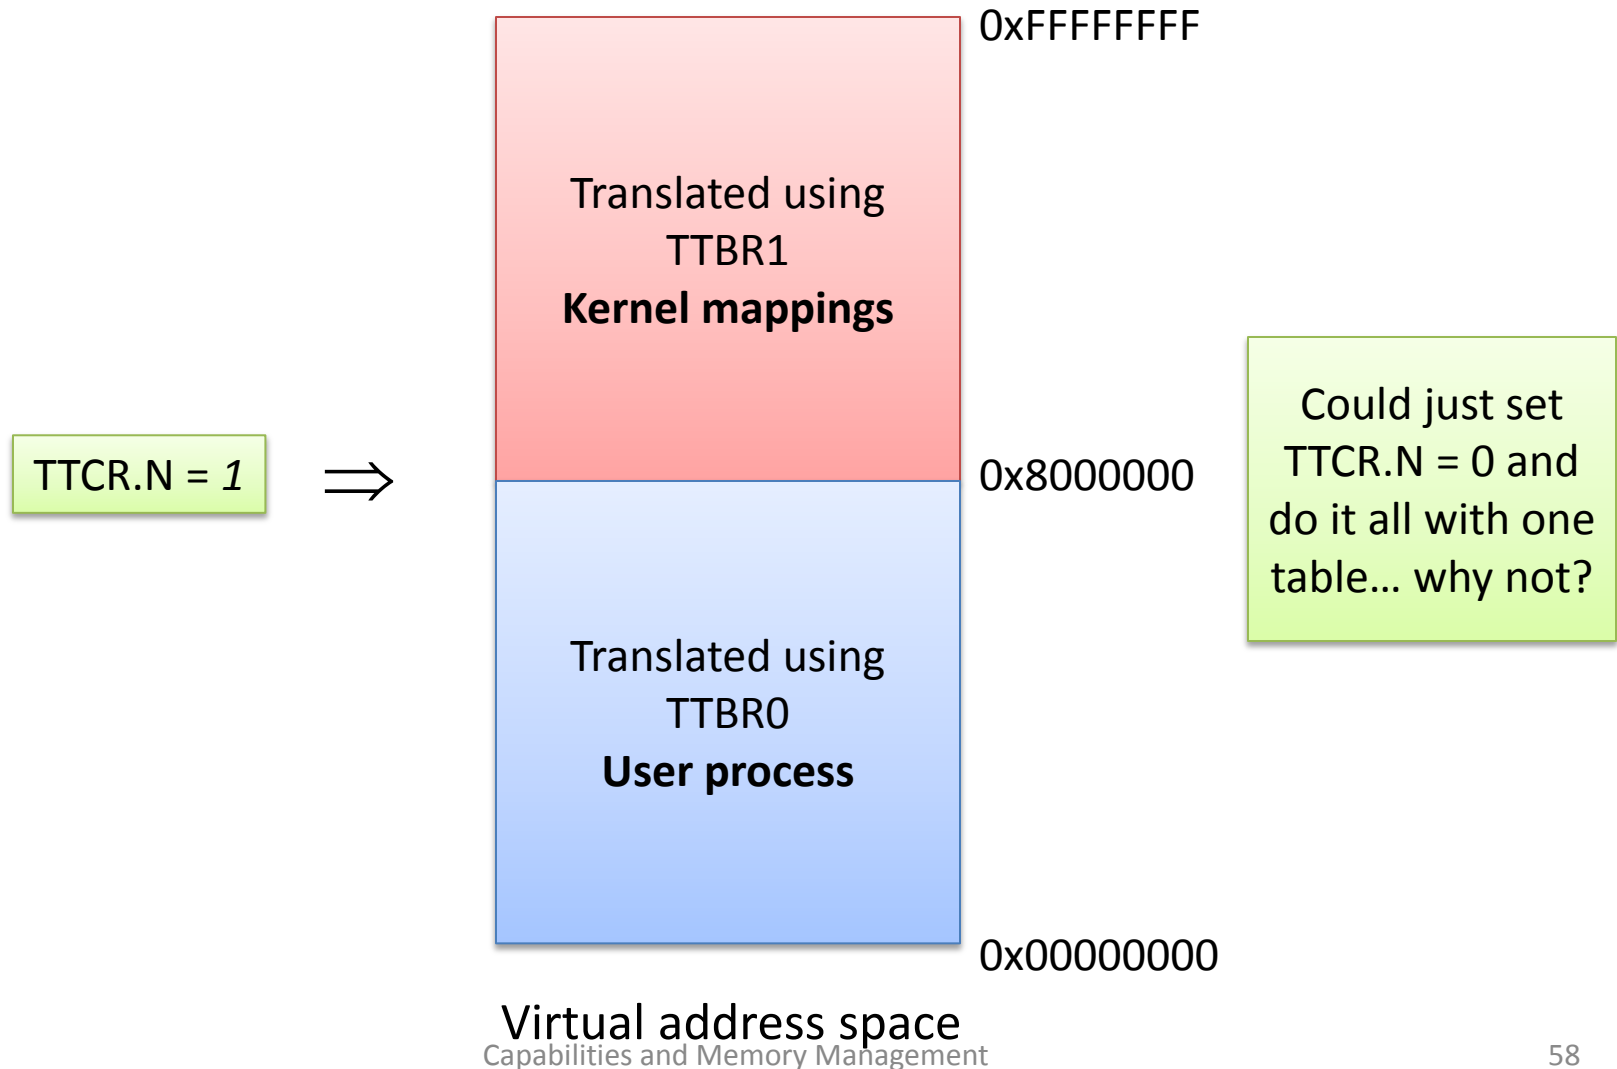 0xFFFFFFFF
Translated using
TTBR1
Kernel mappings
TTCR.N = 1
⇒
0x8000000
Could just set
TTCR.N = 0 and
do it all with one
table… why not?
Translated using
TTBR0
User process
0x00000000
Virtual address space
Capabilities and Memory Management
58